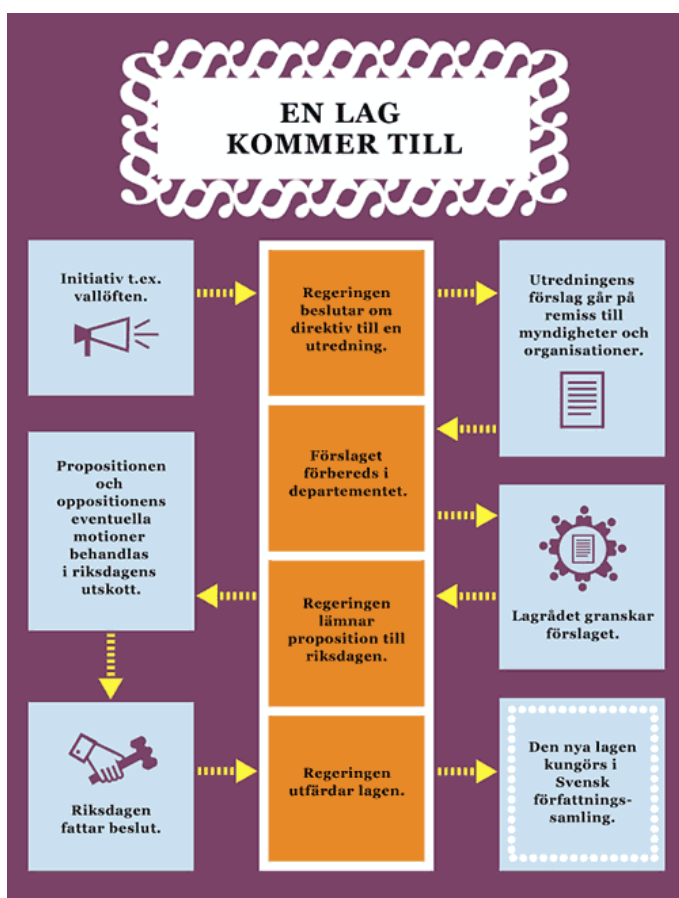 EN LAG
KOMMER TILL
Initiativ t.ex.
vallöften.
Regeringen
beslutar om
direktiv till en
utredning.
Utredningens
förslag går på
remiss till
myndigheter och
organisationer.
Förslaget
förbereds i
departementet.
Lagrådet granskar
förslaget.
Regeringen
lämnar
proposition till
riksdagen.
Propositionen
och
oppositionens
eventuella
motioner
behandlas
i riksdagens
utskott.
Riksdagen
fattar beslut.
Regeringen
utfärdar lagen.
Den nya lagen
kungörs i
Svensk
författnings-
samling.